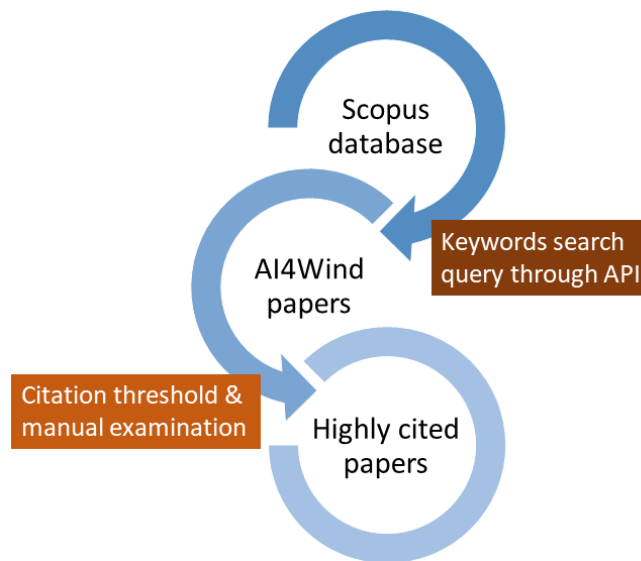 Scopus
database
Keywords search
query through API
AI4Wind
papers
Citation threshold &
manual examination
Highly cited
papers